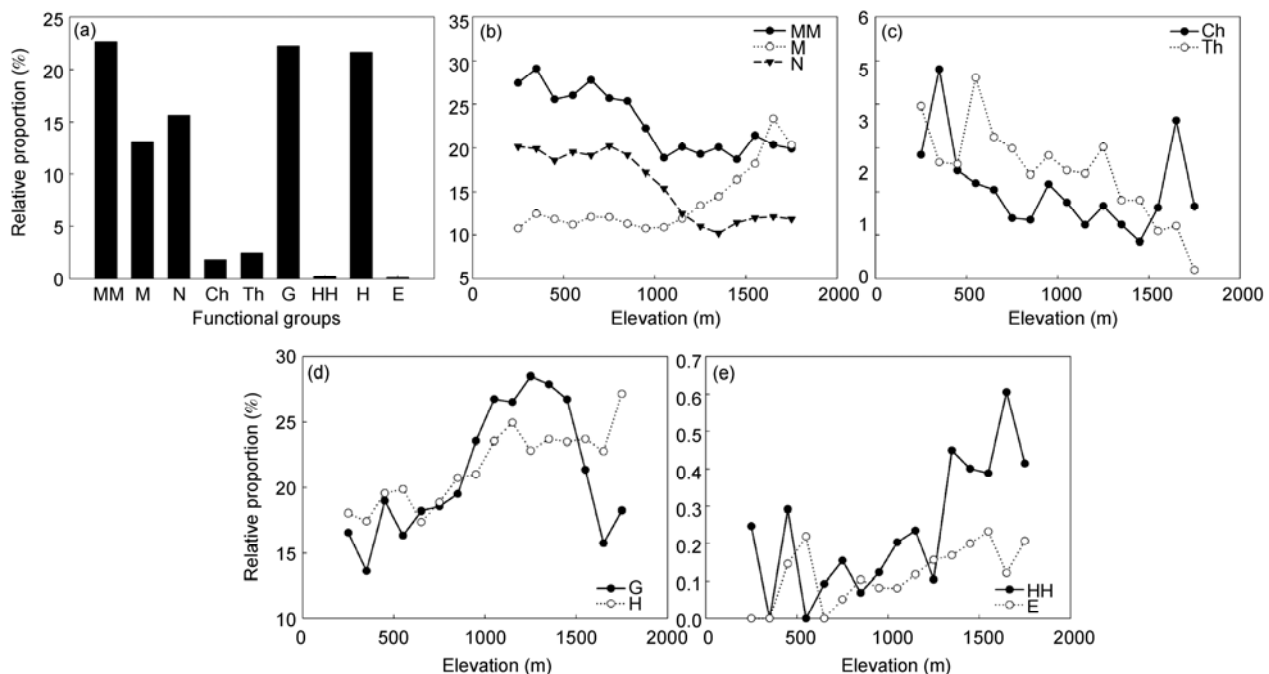 (a)
25
20
15
10
5
0
Relative proportion (%)
MM M N Ch Th G HH H E
Functional groups
(b)
MM
M
N
35
30
25
20
15
10
5
0 500 1000 1500 2000
Elevation (m)
(c)
Ch
Th
6
5
3
2
1
0
0 500 1000 1500 2000
Elevation (m)
(d)
30
25
20
15
10
Relative proportion (%)
G
H
0 500 1000 1500 2000
Elevation (m)
(e)
0.7
0.6
0.5
0.4
0.3
0.2
0.1
0.0
HH
E
0 500 1000 1500 2000
Elevation (m)